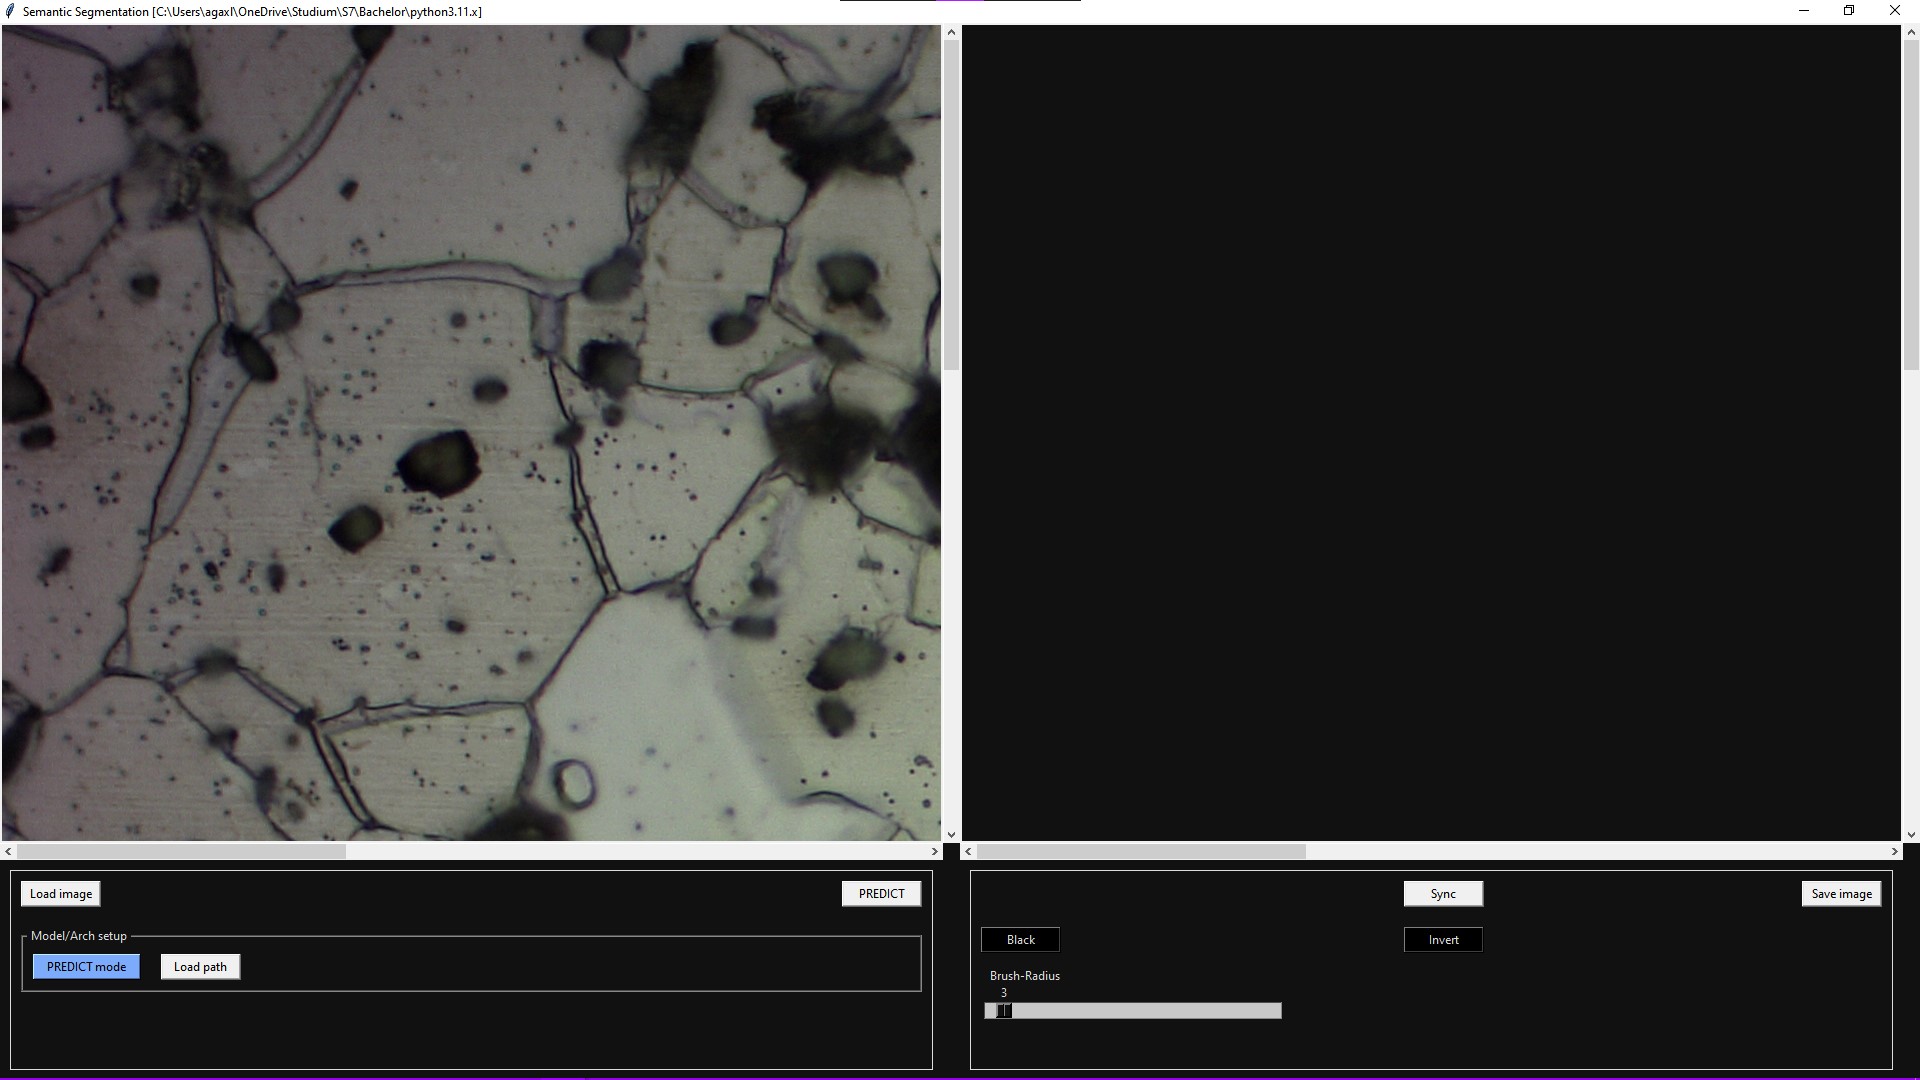 Semantic Segmentation [C:\Users\agaxl\OneDrive\Studium\S7\Bachelor\python3.11.x]
Load image
PREDICT
Model/Arch setup
PREDICT mode
Load path
Sync
Save image
Black
Invert
Brush-Radius
3